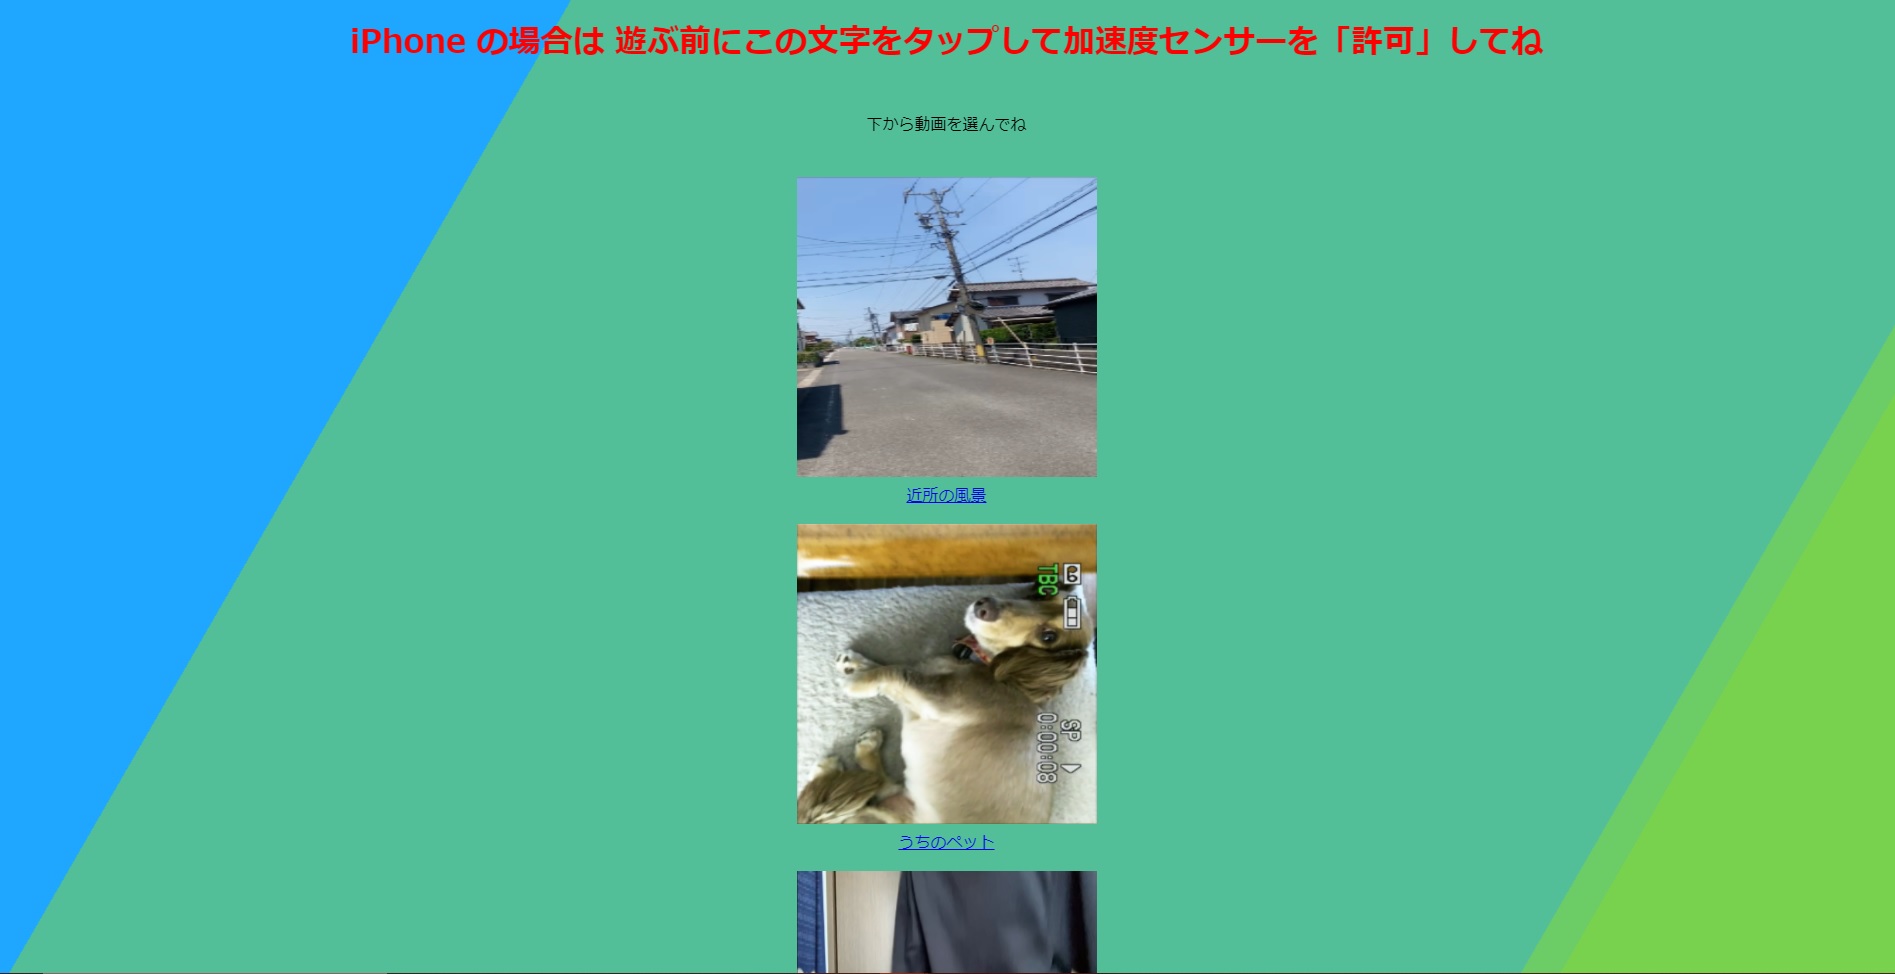 iPhone の場合は 遊ぶ前にこの文字をタップして加速度センサーを「許可」してね
下から動画を選んでね
近所の風景
TBC
SP
0:00:08
うちのペット